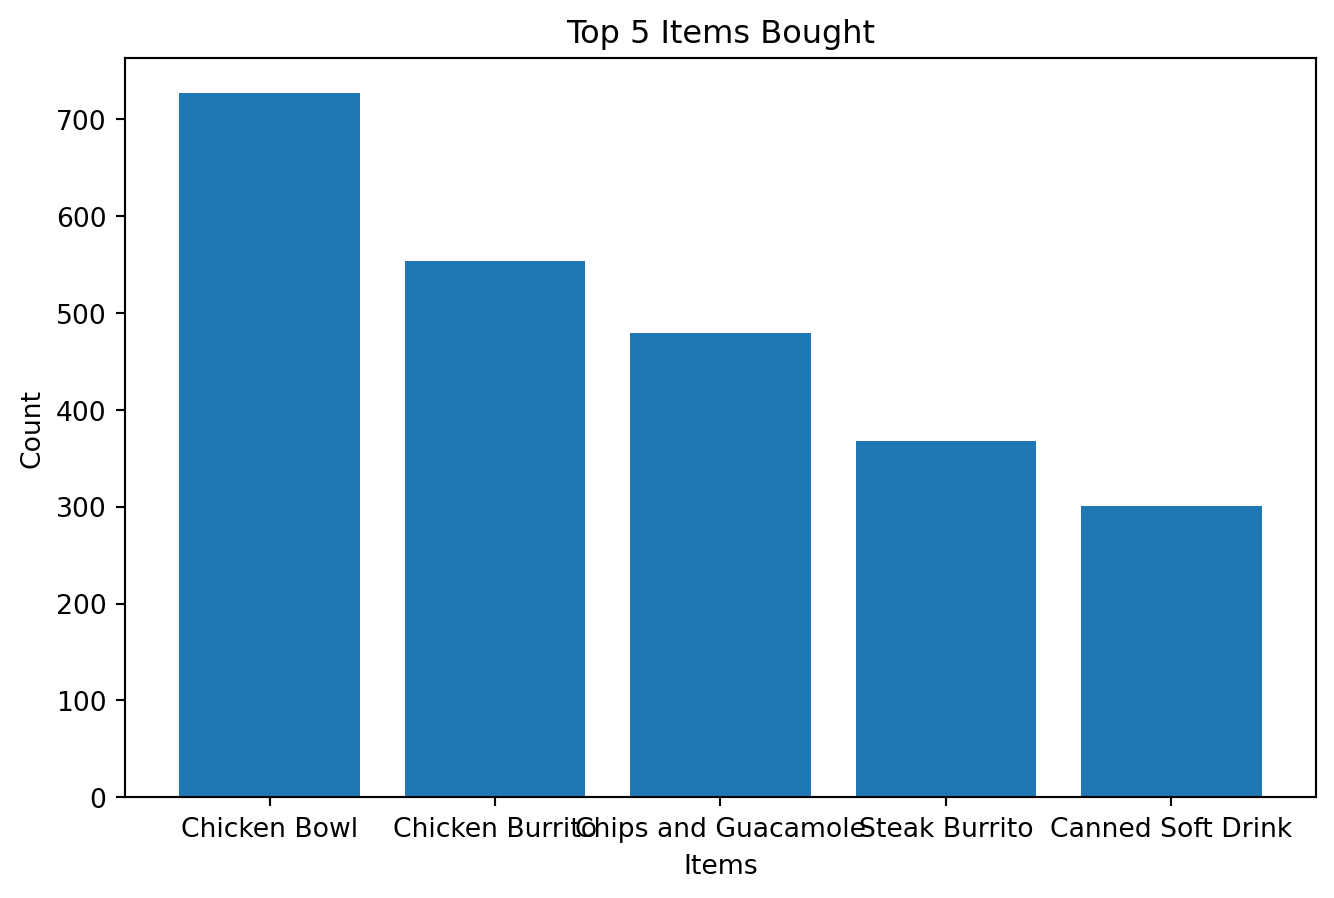 Top 5 Items Bought
Count
700
600
500
400
300
200
100
0
Chicken Bowl Chicken Burrito Chips and Guacamole Steak Burrito Canned Soft Drink
Items